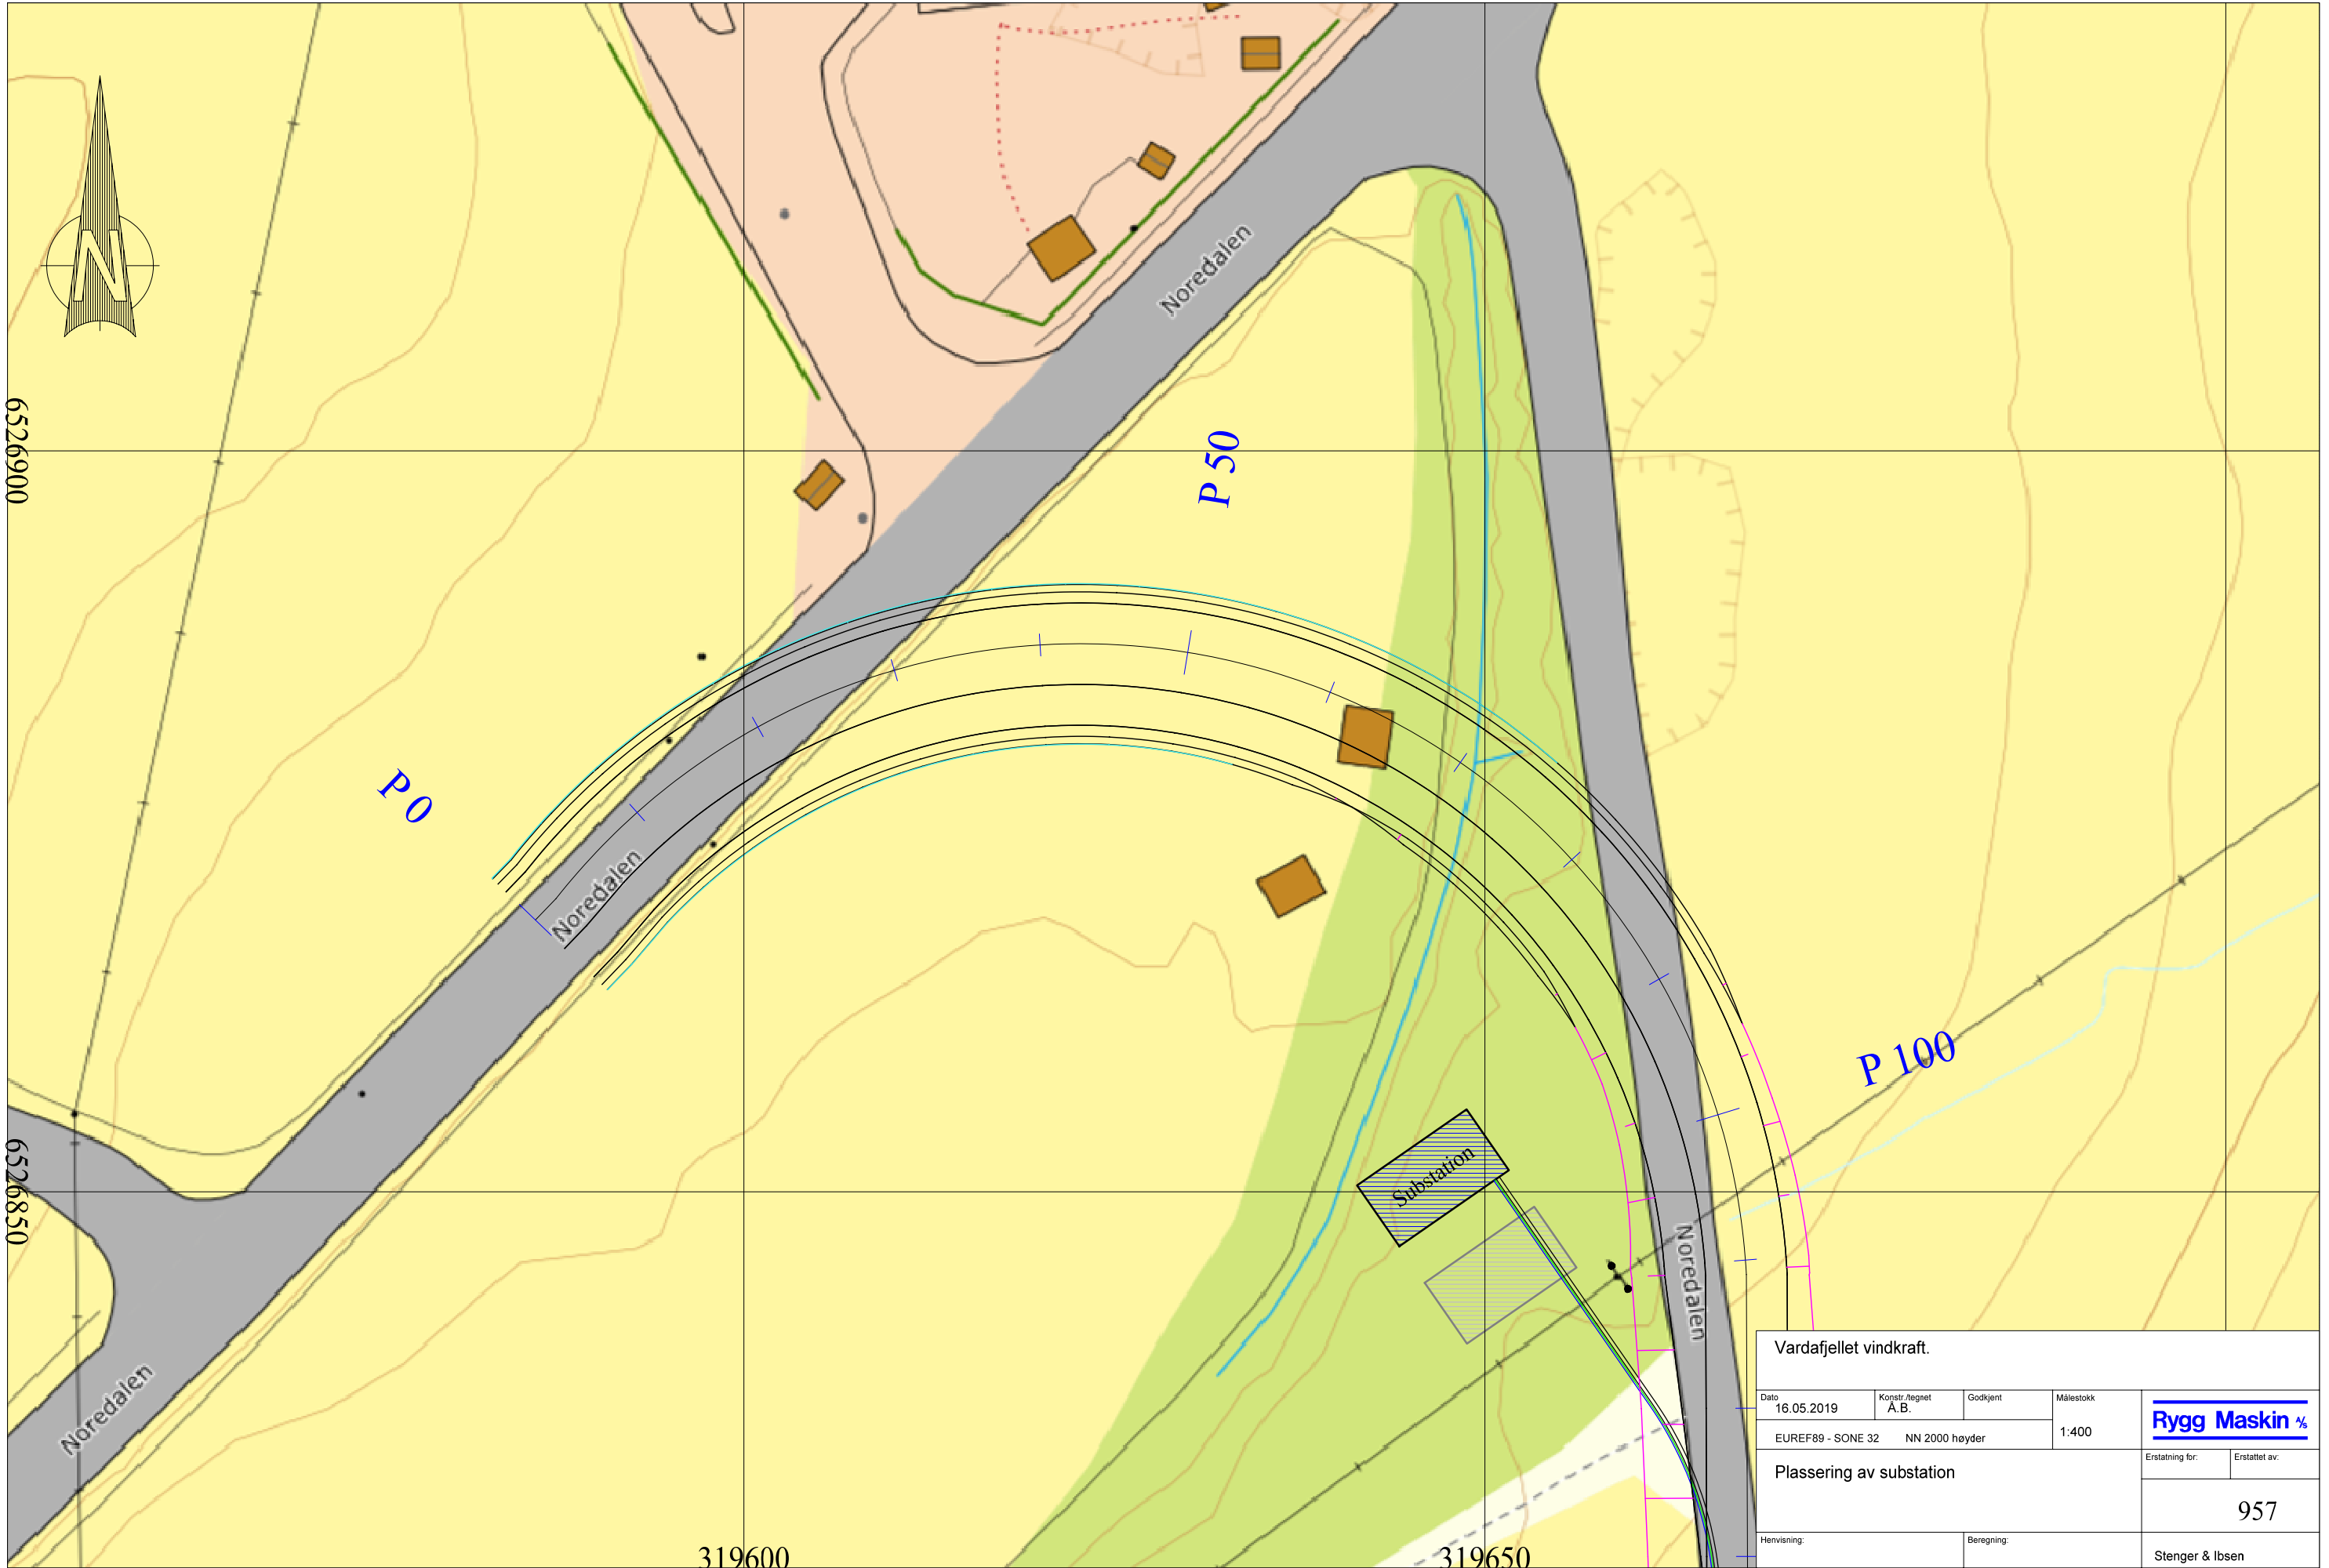 N
Noredalen
6526900
P 50
P 0
Noredalen
P 100
6526850
Substation
Noredalen
Noredalen
319600
319650
Vardafjellet vindkraft.
Dato
16.05.2019
Konstr./tegnet
Å.B.
Godkjent
Målestokk
1:400
EUREF89 - SONE 32 NN 2000 høyder
Rygg Maskin A/S
Plassering av substation
Erstatning for:
Erstattet av:
957
Henvisning:
Beregning:
Stenger & Ibsen